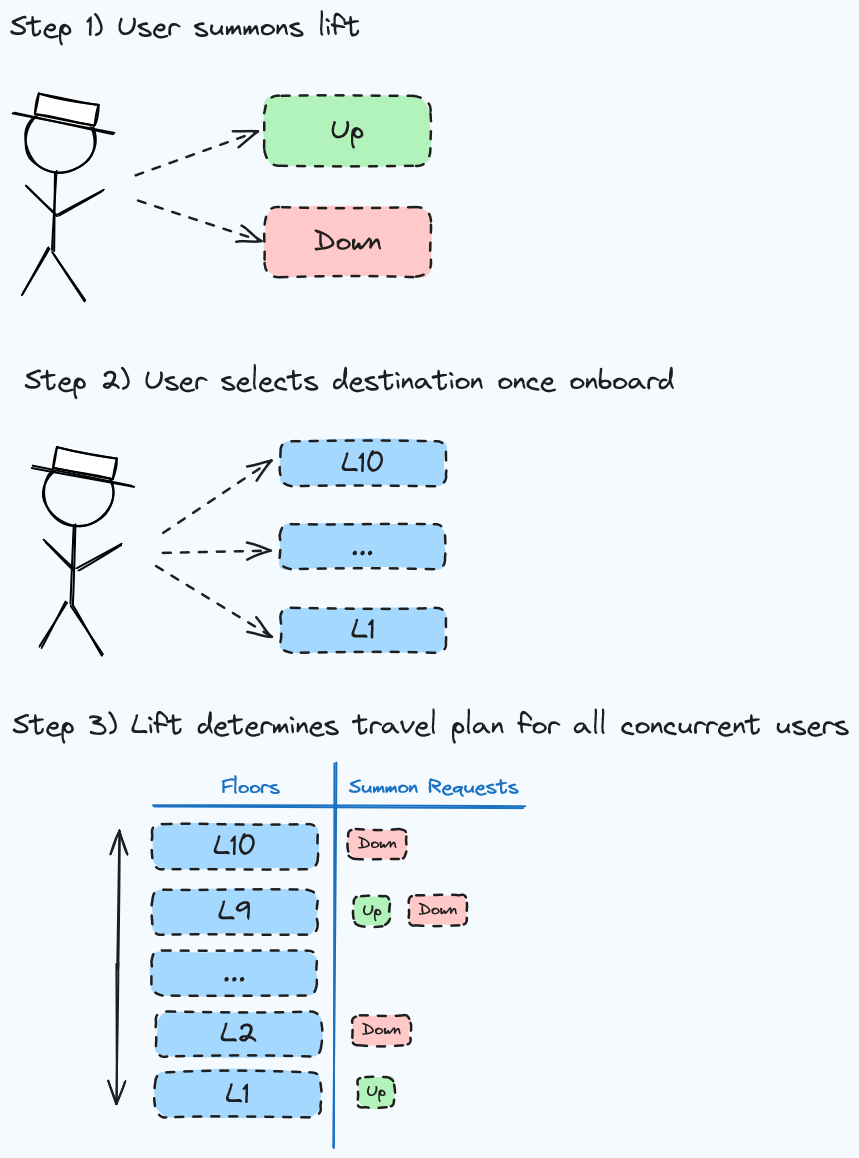 Step 1) User summons lift
Up
Down
Step 2) User selects destination once onboard
L10
...
L1
Step 3) Lift determines travel plan for all concurrent users
Floors Summon Requests
L10 Down
L9 Up Down
...
L2 Down
L1 Up